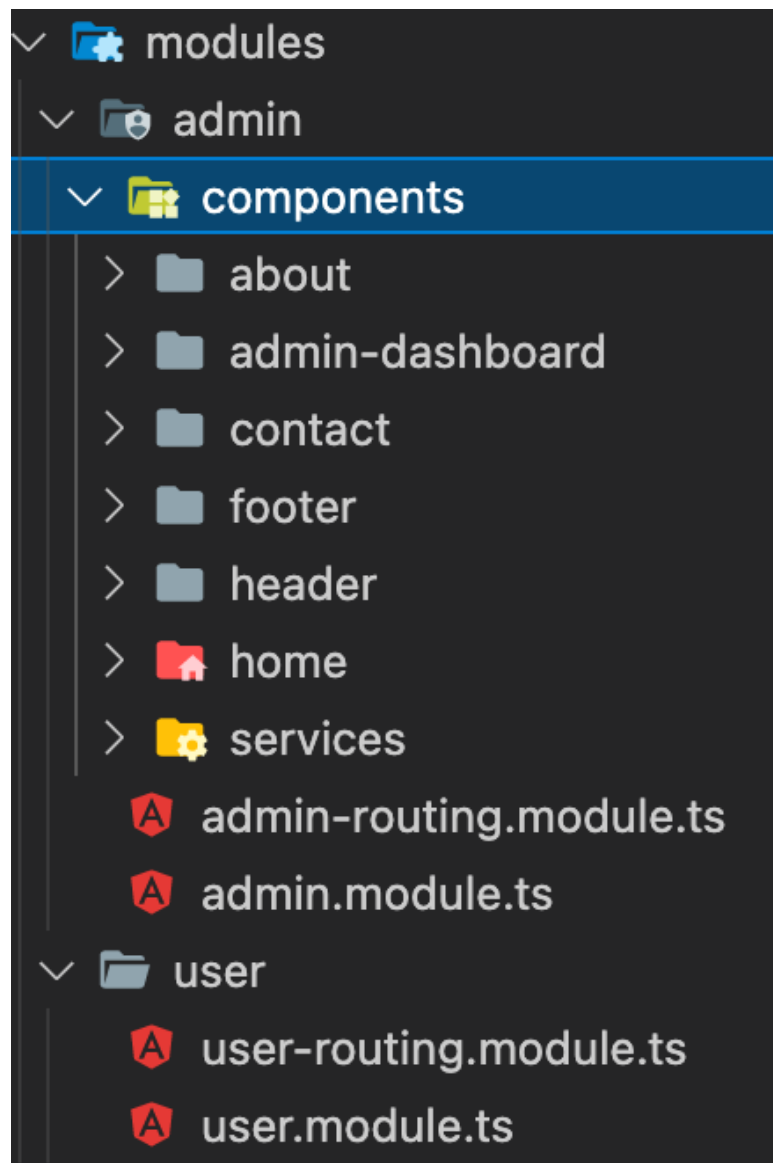 modules
admin
components
about
admin-dashboard
contact
footer
header
home
services
admin-routing.module.ts
admin.module.ts
user
user-routing.module.ts
user.module.ts